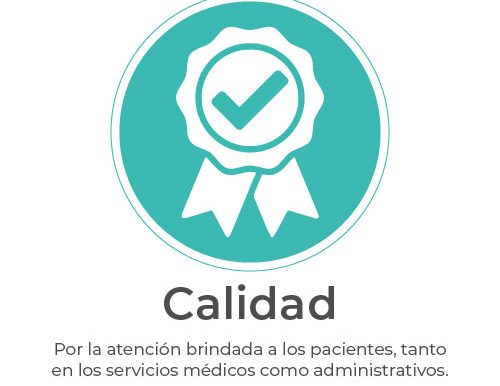 Calidad
Por la atención brindada a los pacientes, tanto
en los servicios médicos como administrativos.